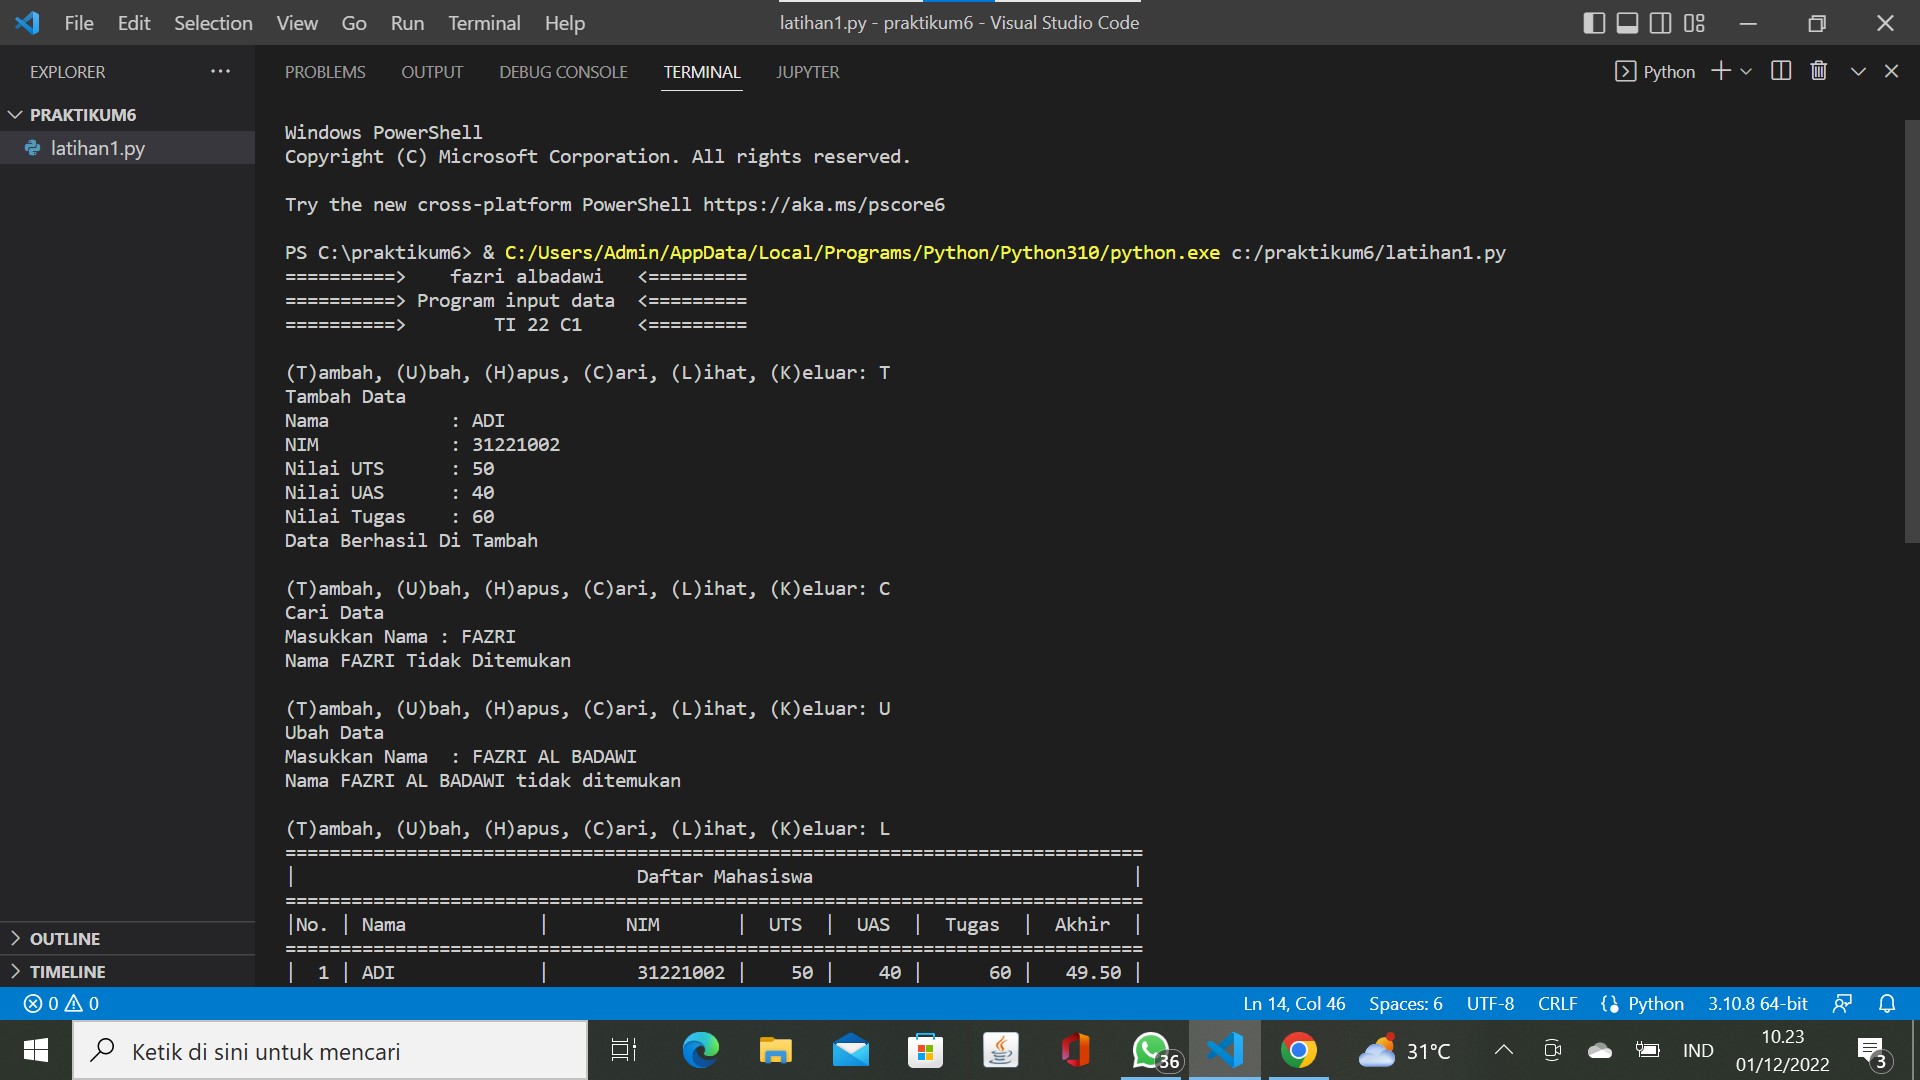 File Edit Selection View Go Run Terminal Help
latihan1.py - praktikum6 - Visual Studio Code
EXPLORER
PRAKTIKUM6
latihan1.py
OUTLINE
TIMELINE
PROBLEMS OUTPUT DEBUG CONSOLE TERMINAL JUPYTER
Python
Windows PowerShell
Copyright (C) Microsoft Corporation. All rights reserved.
Try the new cross-platform PowerShell https://aka.ms/pscore6
PS C:\praktikum6> & C:/Users/Admin/AppData/Local/Programs/Python/Python310/python.exe c:/praktikum6/latihan1.py
==========>    fazri albadawi   <=========
==========> Program input data  <=========
==========>        TI 22 C1     <=========
(T)ambah, (U)bah, (H)apus, (C)ari, (L)ihat, (K)eluar: T
Tambah Data
Nama           : ADI
NIM            : 31221002
Nilai UTS      : 50
Nilai UAS      : 40
Nilai Tugas    : 60
Data Berhasil Di Tambah
(T)ambah, (U)bah, (H)apus, (C)ari, (L)ihat, (K)eluar: C
Cari Data
Masukkan Nama : FAZRI
Nama FAZRI Tidak Ditemukan
(T)ambah, (U)bah, (H)apus, (C)ari, (L)ihat, (K)eluar: U
Ubah Data
Masukkan Nama  : FAZRI AL BADAWI
Nama FAZRI AL BADAWI tidak ditemukan
(T)ambah, (U)bah, (H)apus, (C)ari, (L)ihat, (K)eluar: L
==============================================================================
|                               Daftar Mahasiswa                             |
==============================================================================
|No. | Nama            |       NIM       |  UTS  |  UAS  |  Tugas  |  Akhir  |
==============================================================================
|  1 | ADI             |        31221002 |    50 |    40 |      60 |   49.50 |
0 0
Ln 14, Col 46 Spaces: 6 UTF-8 CRLF Python 3.10.8 64-bit
Ketik di sini untuk mencari
36
31°C
IND
10.23
01/12/2022
3